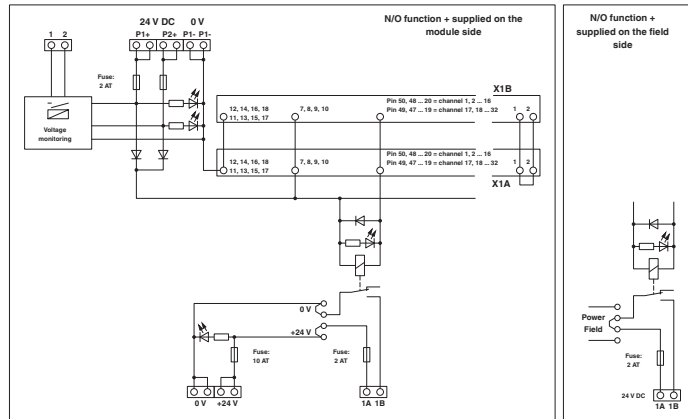 24 V DC 0 V
P1+ P2+ P1- P1-
1 2
Fuse:
2 AT
Voltage
monitoring
N/O function + supplied on the
module side
X1B
12, 14, 16, 18
11, 13, 15, 17
7, 8, 9, 10
Pin 50, 48 ... 20 = channel 1, 2 ... 16
Pin 49, 47 ... 19 = channel 17, 18 ... 32
1 2
12, 14, 16, 18
11, 13, 15, 17
7, 8, 9, 10
Pin 50, 48 ... 20 = channel 1, 2 ... 16
Pin 49, 47 ... 19 = channel 17, 18 ... 32
1 2
X1A
0 V
+24 V
Fuse:
10 AT
Fuse:
2 AT
0 V +24 V
1A 1B
N/O function +
supplied on the field
side
Power
Field
Fuse:
2 AT
24 V DC
1A 1B